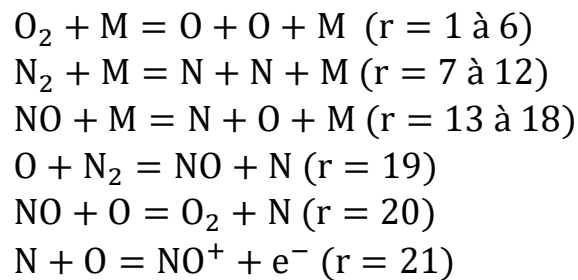 O₂ + M = O + O + M (r = 1 à 6)
N₂ + M = N + N + M (r = 7 à 12)
NO + M = N + O + M (r = 13 à 18)
O + N₂ = NO + N (r = 19)
NO + O = O₂ + N (r = 20)
N + O = NO⁺ + e⁻ (r = 21)